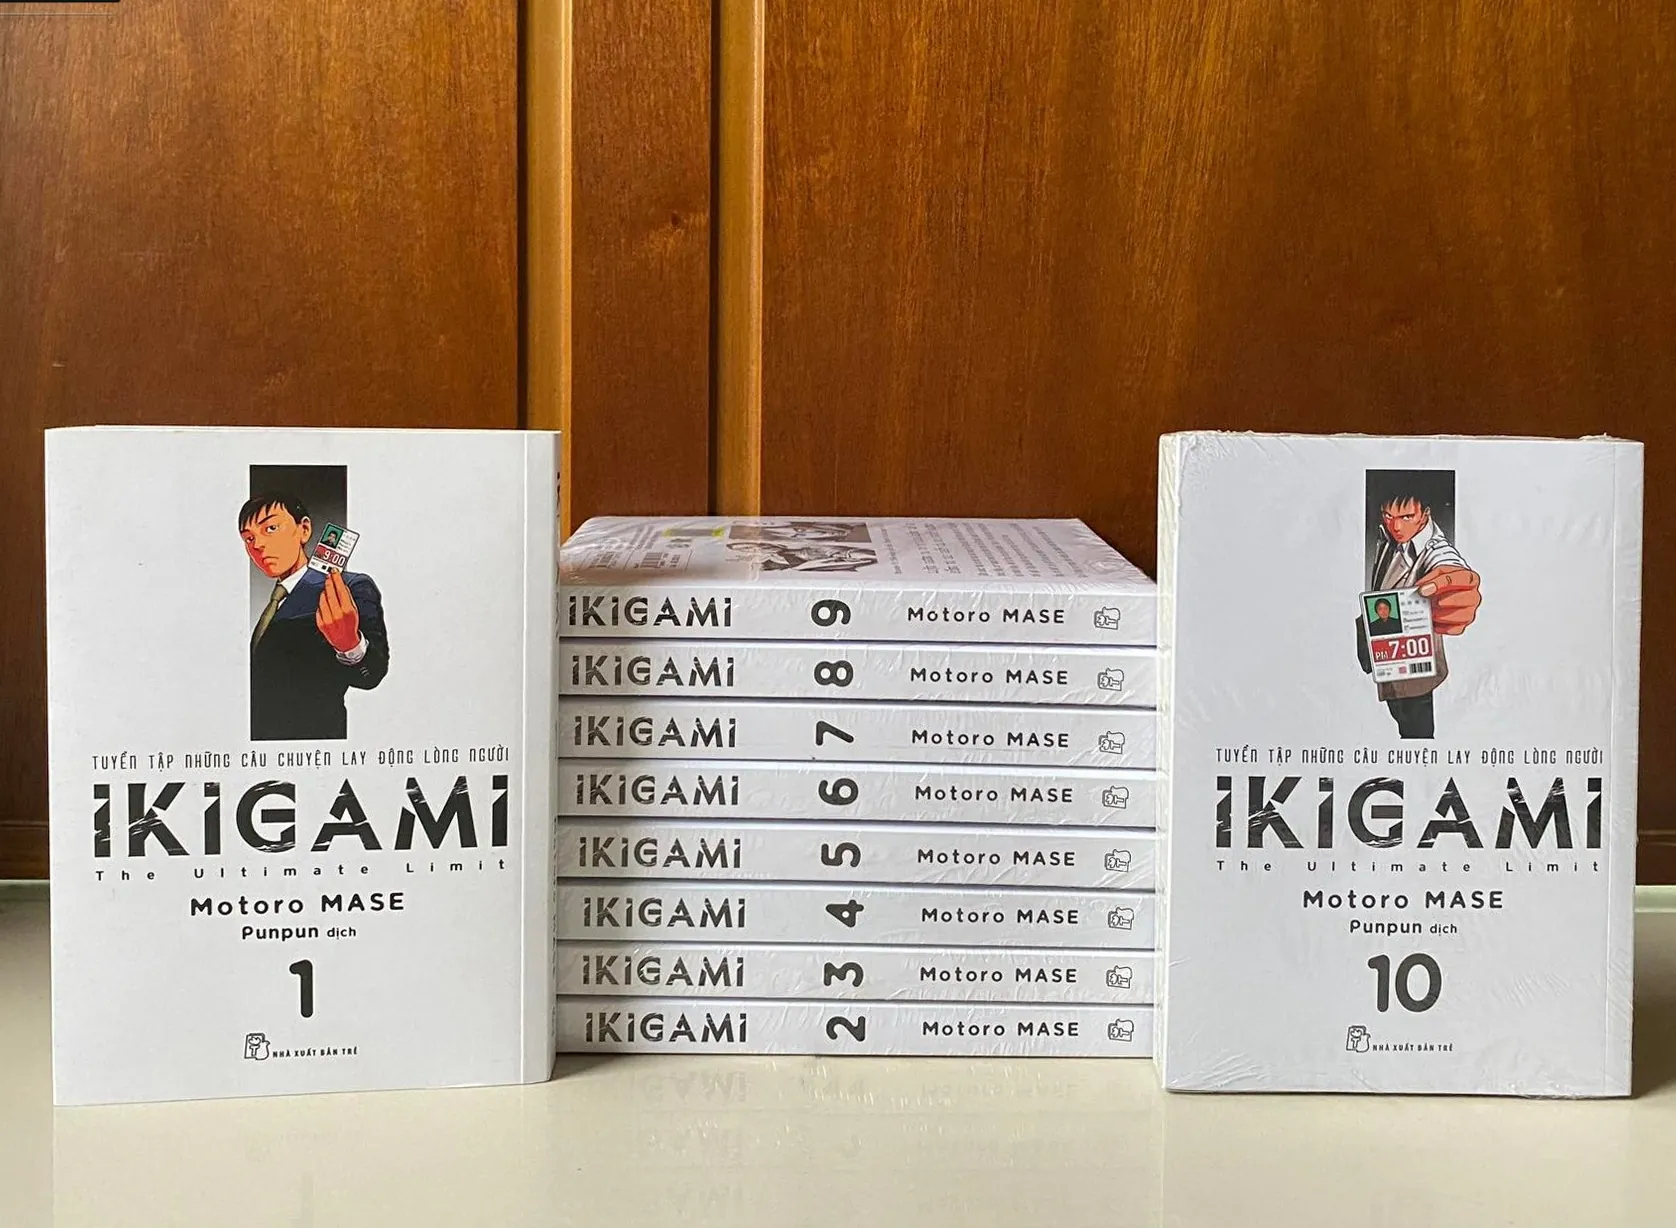 9:00
TUYỂN TẬP NHỮNG CÂU CHUYỆN LAY ĐỘNG LÒNG NGƯỜI
iKiGAMi
The Ultimate Limit
Motoro MASE
Punpun dịch
1
NHÀ XUẤT BẢN TRẺ
iKiGAMi 9 Motoro MASE
iKiGAMi 8 Motoro MASE
iKiGAMi 7 Motoro MASE
iKiGAMi 6 Motoro MASE
iKiGAMi 5 Motoro MASE
iKiGAMi 4 Motoro MASE
iKiGAMi 3 Motoro MASE
iKiGAMi 2 Motoro MASE
PM 7:00
TUYỂN TẬP NHỮNG CÂU CHUYỆN LAY ĐỘNG LÒNG NGƯỜI
iKiGAMi
The Ultimate Limit
Motoro MASE
Punpun dịch
10
NHÀ XUẤT BẢN TRẺ